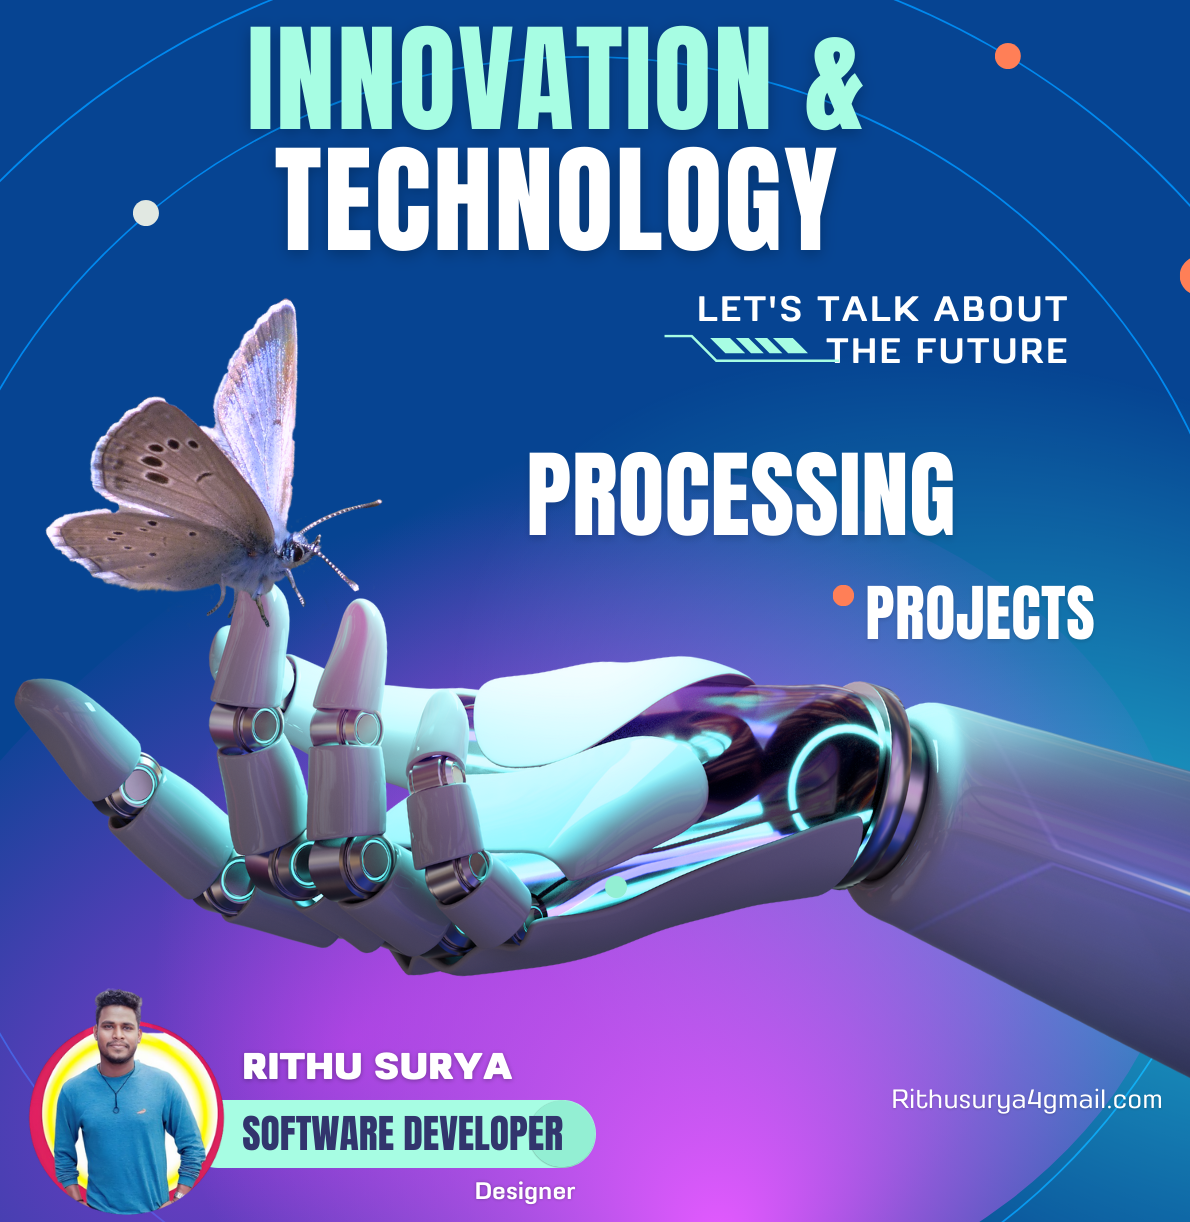 INNOVATION &
TECHNOLOGY
LET'S TALK ABOUT
THE FUTURE
PROCESSING
PROJECTS
RITHU SURYA
SOFTWARE DEVELOPER
Designer
Rithusurya4gmail.com